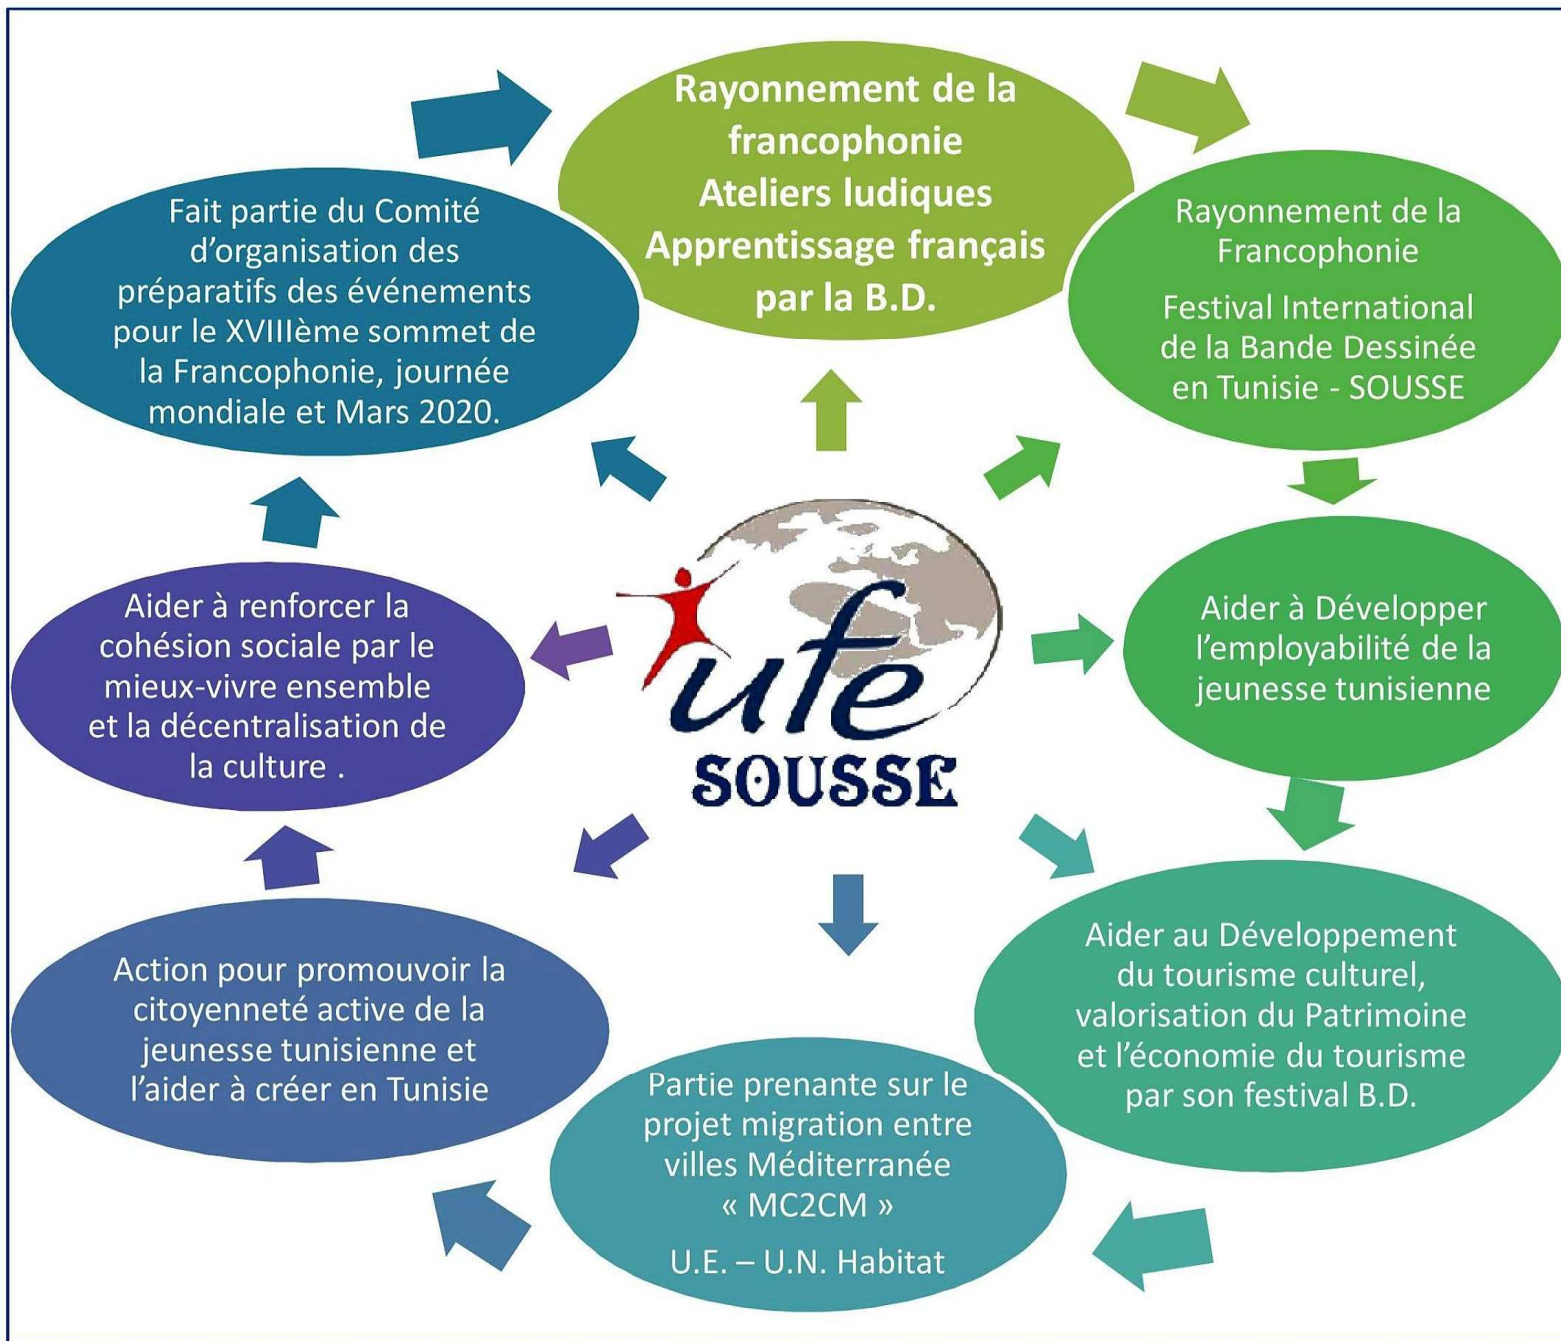 Rayonnement de la
francophonie
Ateliers ludiques
Apprentissage français
par la B.D.
Rayonnement de la
Francophonie
Festival International
de la Bande Dessinée
en Tunisie - SOUSSE
Aider à Développer
l’employabilité de la
jeunesse tunisienne
Aider au Développement
du tourisme culturel,
valorisation du Patrimoine
et l’économie du tourisme
par son festival B.D.
Partie prenante sur le
projet migration entre
villes Méditerranée
« MC2CM »
U.E. – U.N. Habitat
Action pour promouvoir la
citoyenneté active de la
jeunesse tunisienne et
l’aider à créer en Tunisie
Aider à renforcer la
cohésion sociale par le
mieux-vivre ensemble
et la décentralisation de
la culture .
Fait partie du Comité
d’organisation des
préparatifs des événements
pour le XVIIIème sommet de
la Francophonie, journée
mondiale et Mars 2020.
ufe
SOUSSE